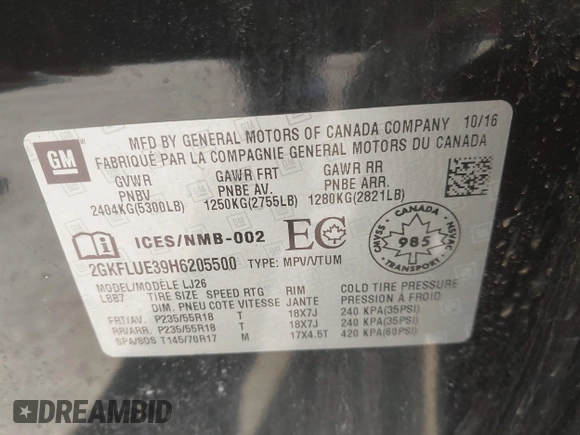 GM
MFD BY GENERAL MOTORS OF CANADA COMPANY 10/16
FABRIQUÉ PAR LA COMPAGNIE GENERAL MOTORS DU CANADA
GVWR GAWR FRT GAWR RR
PNBV PNBE AV. PNBE ARR.
2404KG(5300LB) 1250KG(2755LB) 1280KG(2821LB)
ICES/NMB-002 EC
CANADA
CMVSS 985 NSVAC
TRANSPORT
2GKFLUE39H6205500 TYPE: MPV/VTUM
MODEL/MODÈLE LJ26
LBB7 TIRE SIZE SPEED RTG RIM COLD TIRE PRESSURE
DIM. PNEU COTE VITESSE JANTE PRESSION À FROID
FRT/AV. P235/55R18 T 18X7J 240 KPA(35PSI)
RR/ARR. P235/55R18 T 18X7J 240 KPA(35PSI)
SPA/SOS T145/70R17 M 17X4.5T 420 KPA(60PSI)
DREAMBID